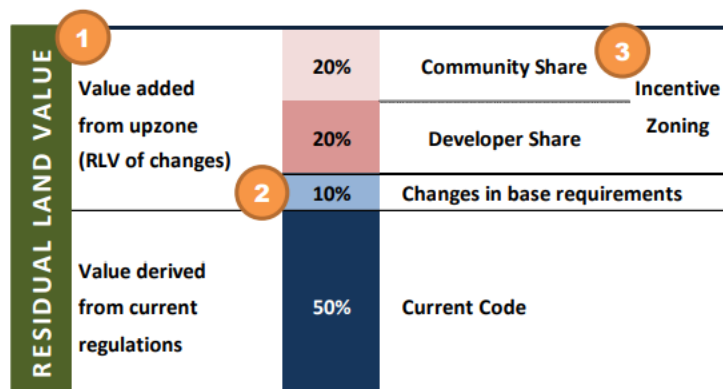 RESIDUAL LAND VALUE
1
Value added
from upzone
(RLV of changes)
20%
Community Share
3
Incentive
Zoning
20%
Developer Share
2
10%
Changes in base requirements
Value derived
from current
regulations
50%
Current Code